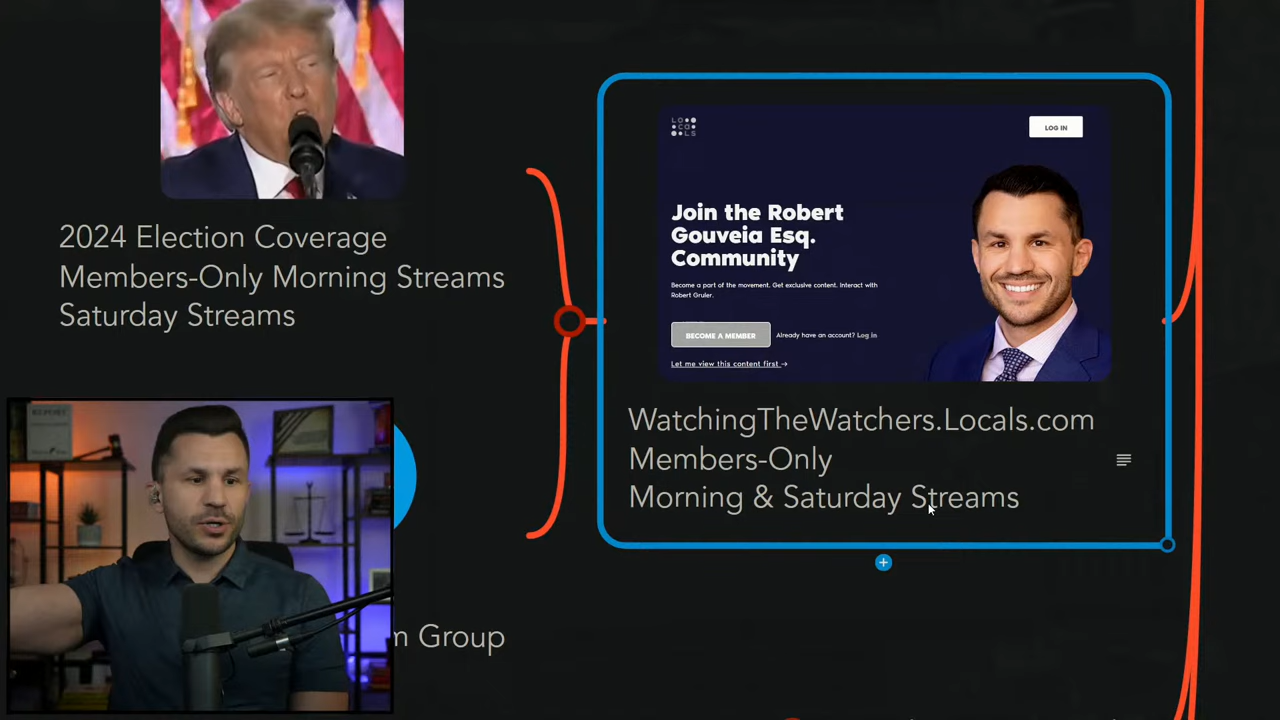 2024 Election Coverage
Members-Only Morning Streams
Saturday Streams
LOCALS
LOG IN
Join the Robert
Gouveia Esq.
Community
Become a part of the movement. Get exclusive content. Interact with
Robert Gruler.
BECOME A MEMBER
Already have an account? Log in
Let me view this content first →
WatchingTheWatchers.Locals.com
Members-Only
Morning & Saturday Streams
Group